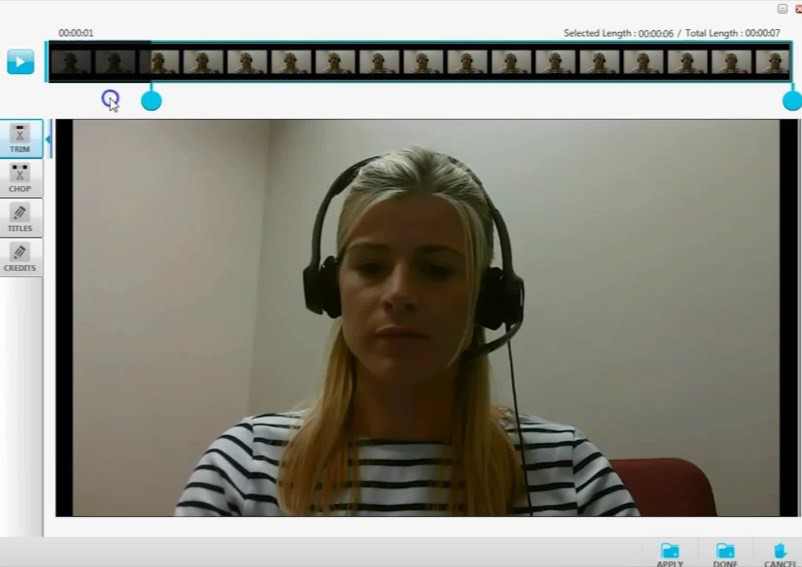 00:00:01
Selected Length : 00:00:06 / Total Length : 00:00:07
TRIM
CHOP
TITLES
CREDITS
APPLY
DONE
CANCEL